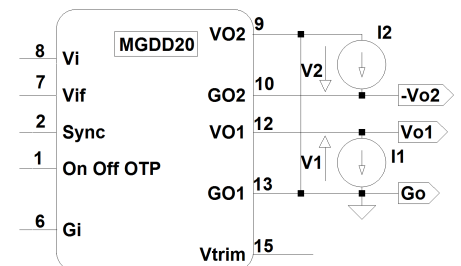 MGDD20
VO2 9 I2
8 Vi
V2
7 Vif
GO2 10 -Vo2
2 Sync
VO1 12 Vo1
1 On Off OTP
V1 I1
GO1 13 Go
6 Gi
Vtrim 15